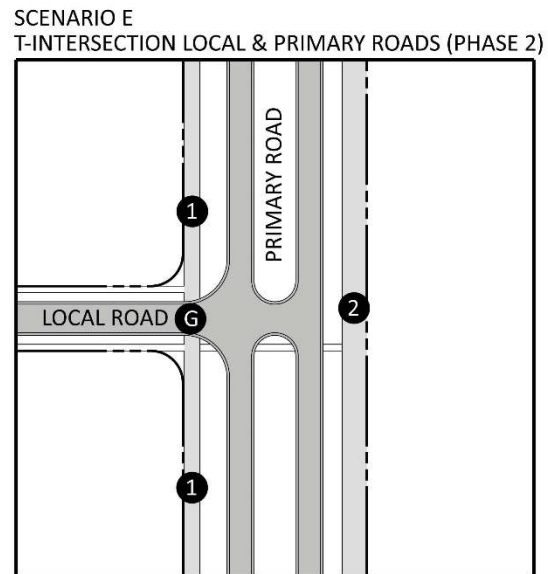 SCENARIO E
T-INTERSECTION LOCAL & PRIMARY ROADS (PHASE 2)
PRIMARY ROAD
1
2
LOCAL ROAD G
1